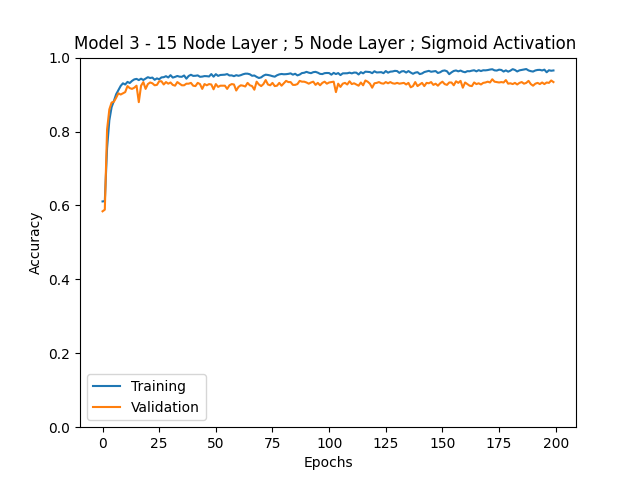 Model 3 - 15 Node Layer ; 5 Node Layer ; Sigmoid Activation
1.0
0.8
0.6
0.4
0.2
0.0
Accuracy
Training
Validation
0 25 50 75 100 125 150 175 200
Epochs